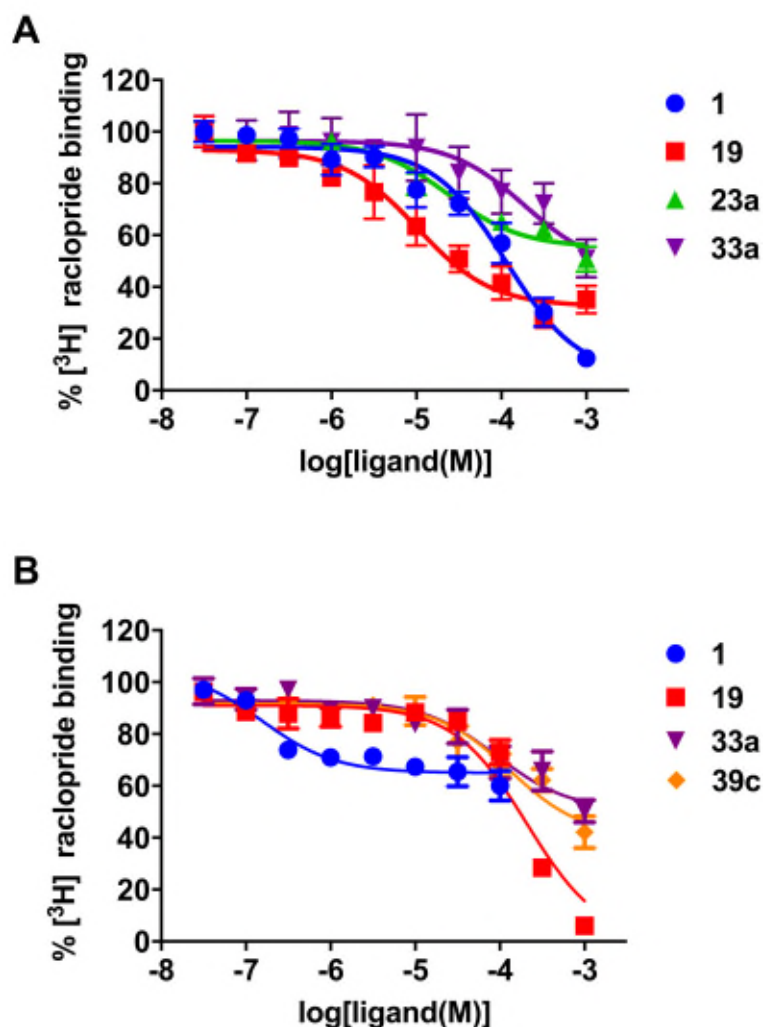 A
% [³H] raclopride binding
120
100
80
60
40
20
0
-8 -7 -6 -5 -4 -3
log[ligand(M)]
1
19
23a
33a
B
% [³H] raclopride binding
120
100
80
60
40
20
0
-8 -7 -6 -5 -4 -3
log[ligand(M)]
1
19
33a
39c